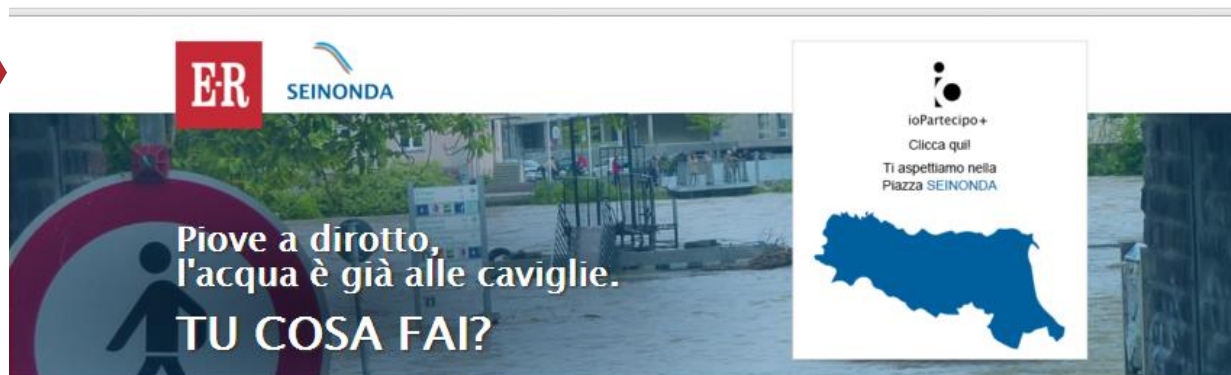 E·R
SEINONDA
ioPartecipo+
Clicca qui!
Ti aspettiamo nella
Piazza SEINONDA
Piove a dirotto,
l'acqua è già alle caviglie.
TU COSA FAI?